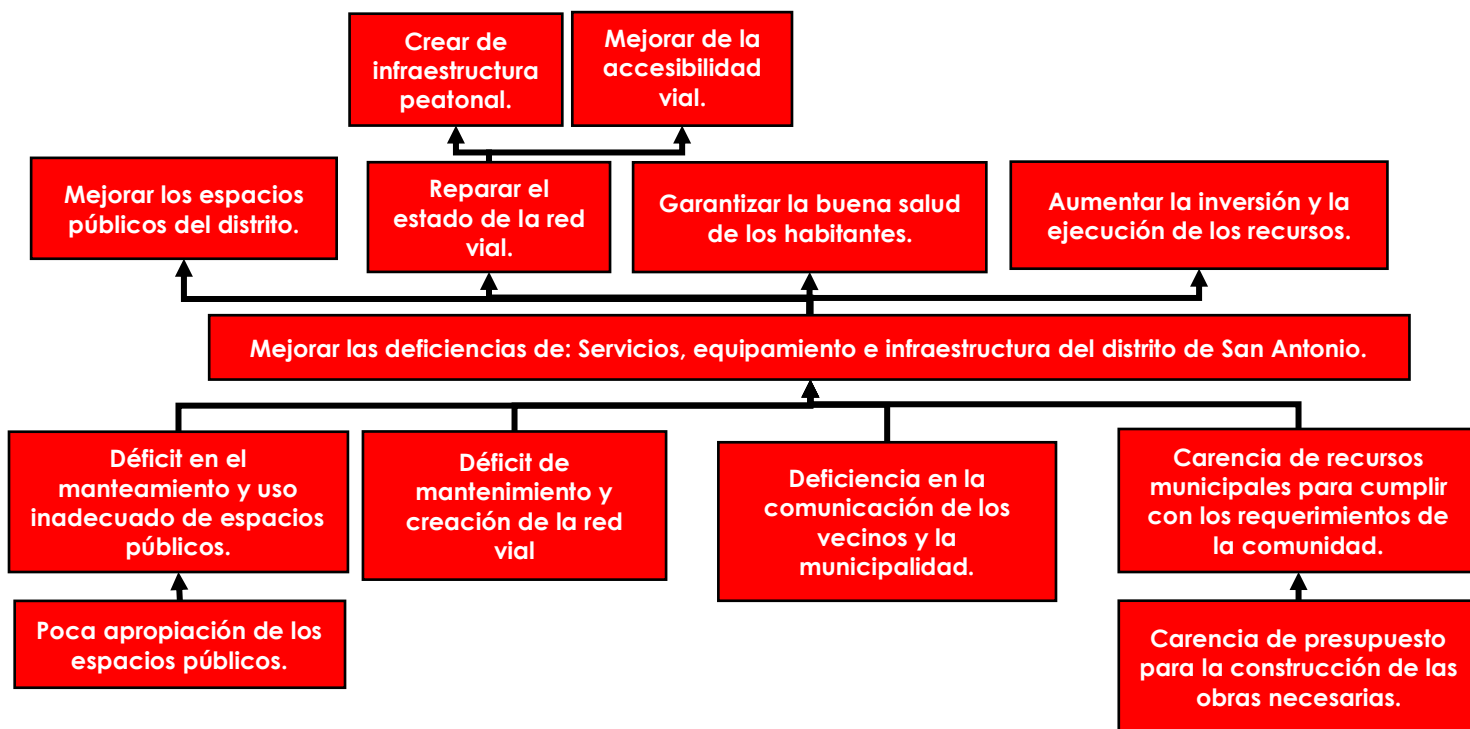 Crear de
infraestructura
peatonal.
Mejorar de la
accesibilidad
vial.
Mejorar los espacios
públicos del distrito.
Reparar el
estado de la red
vial.
Garantizar la buena salud
de los habitantes.
Aumentar la inversión y la
ejecución de los recursos.
Mejorar las deficiencias de: Servicios, equipamiento e infraestructura del distrito de San Antonio.
Déficit en el
manteamiento y uso
inadecuado de espacios
públicos.
Déficit de
mantenimiento y
creación de la red
vial
Deficiencia en la
comunicación de los
vecinos y la
municipalidad.
Carencia de recursos
municipales para cumplir
con los requerimientos de
la comunidad.
Poca apropiación de los
espacios públicos.
Carencia de presupuesto
para la construcción de las
obras necesarias.